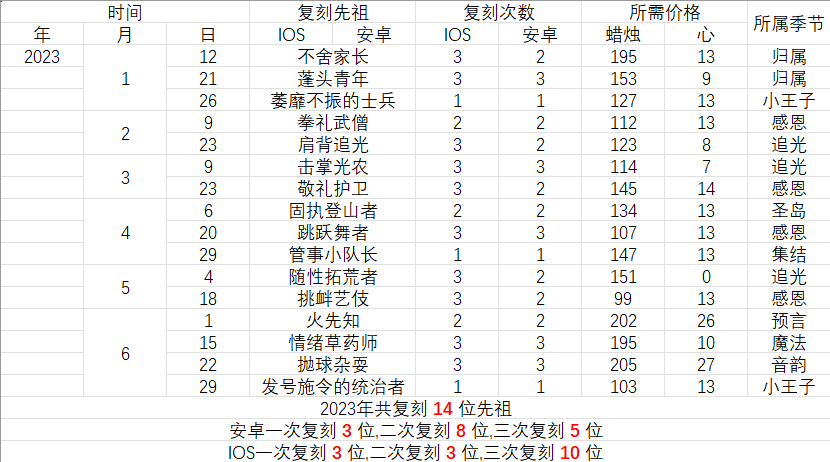 时间 复刻先祖 复刻次数 所需价格 所属季节
年 月 日 IOS 安卓 IOS 安卓 蜡烛 心
2023 1 12 不舍家长 3 2 195 13 归属
21 蓬头青年 3 3 153 9 归属
26 萎靡不振的士兵 1 1 127 13 小王子
2 9 拳礼武僧 2 2 112 13 感恩
23 肩背追光 3 2 123 8 追光
3 9 击掌光农 3 3 114 7 追光
23 敬礼护卫 3 2 145 14 感恩
4 6 固执登山者 2 2 134 13 圣岛
20 跳跃舞者 3 3 107 13 感恩
29 管事小队长 1 1 147 13 集结
5 4 随性拓荒者 3 2 151 0 追光
18 挑衅艺伎 3 2 99 13 感恩
6 1 火先知 2 2 202 26 预言
15 情绪草药师 3 3 195 10 魔法
22 抛球杂耍 3 3 205 27 音韵
29 发号施令的统治者 1 1 103 13 小王子
2023年共复刻 14 位先祖
安卓一次复刻 3 位,二次复刻 8 位,三次复刻 5 位
IOS一次复刻 3 位,二次复刻 3 位,三次复刻 10 位